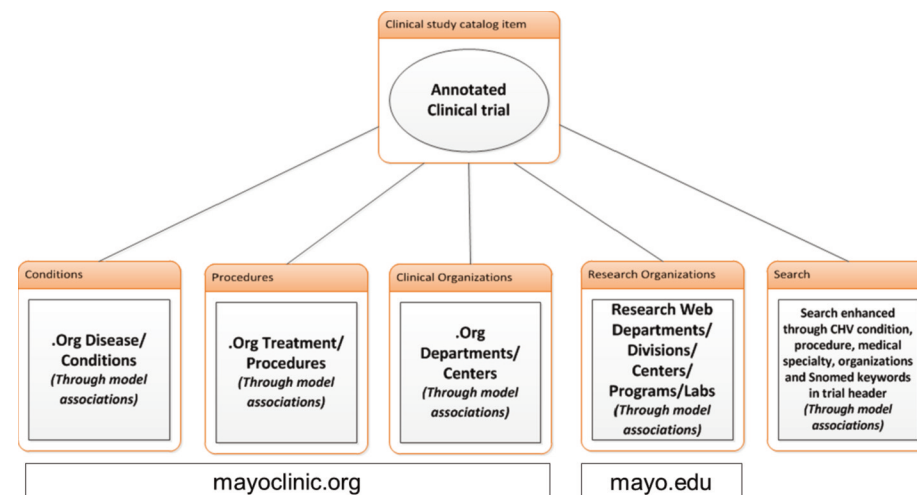 Clinical study catalog item
Annotated
Clinical trial
Conditions
.Org Disease/
Conditions
(Through model
associations)
Procedures
.Org Treatment/
Procedures
(Through model
associations)
Clinical Organizations
.Org
Departments/
Centers
(Through model
associations)
Research Organizations
Research Web
Departments/
Divisions/
Centers/
Programs/Labs
(Through model
associations)
Search
Search enhanced
through CHV condition,
procedure, medical
specialty, organizations
and Snomed keywords
in trial header
(Through model
associations)
mayoclinic.org
mayo.edu